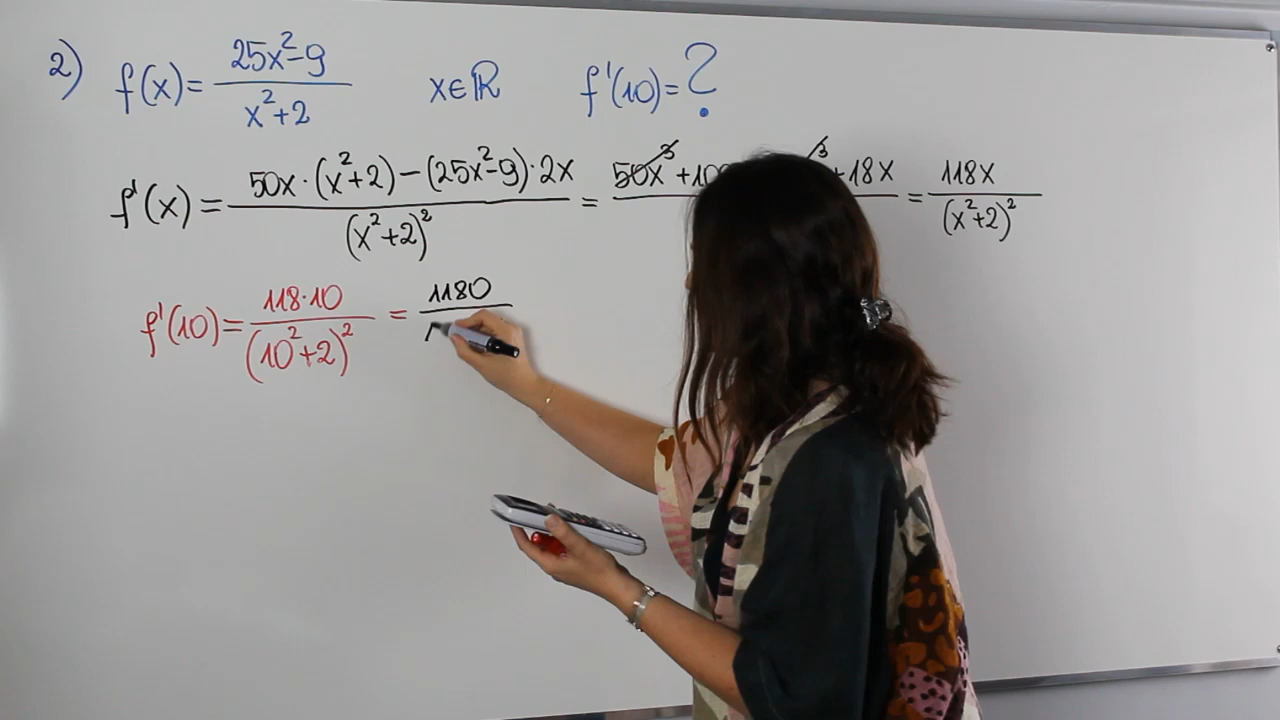 2) f(x)= 25x²-9 / x²+2 x∈ℝ f'(10)=?
f'(x)= 50x·(x²+2)-(25x²-9)·2x / (x²+2)² = 50x³+10 +18x = 118x / (x²+2)²
f'(10)= 118·10 / (10²+2)² = 1180 /